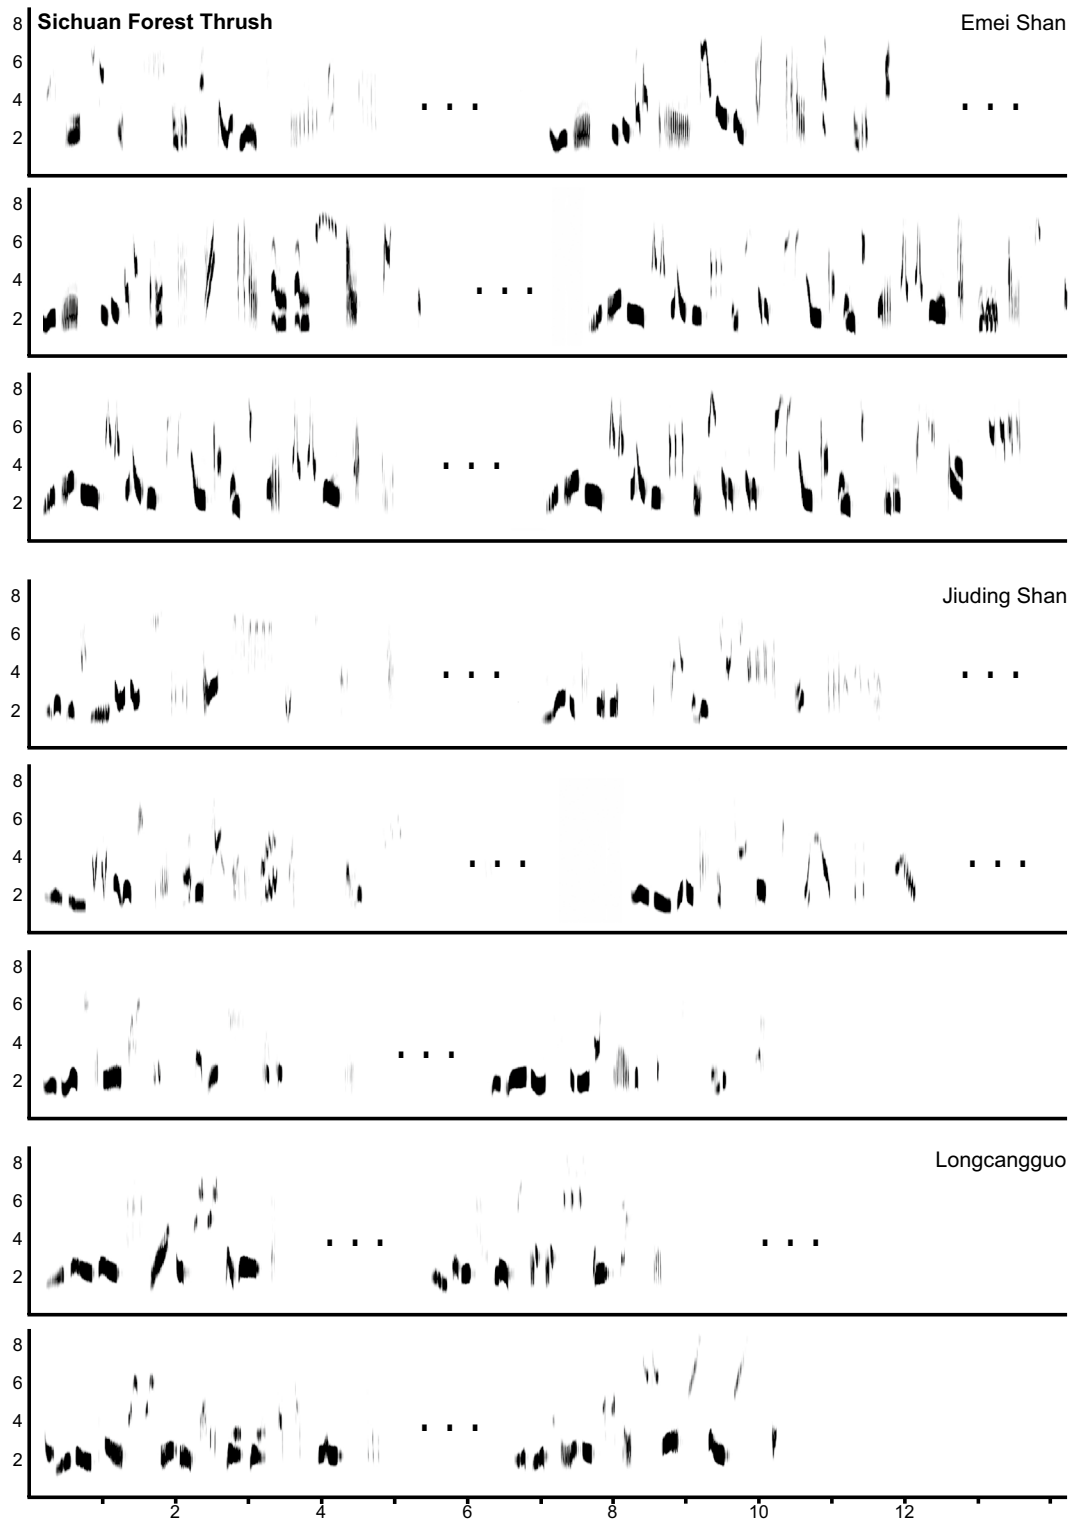 Sichuan Forest Thrush
Emei Shan
8
6
4
2
. . .
. . .
8
6
4
2
. . .
8
6
4
2
. . .
Jiuding Shan
8
6
4
2
. . .
. . .
8
6
4
2
. . .
. . .
8
6
4
2
. . .
Longcangguo
8
6
4
2
. . .
. . .
8
6
4
2
. . .
2 4 6 8 10 12